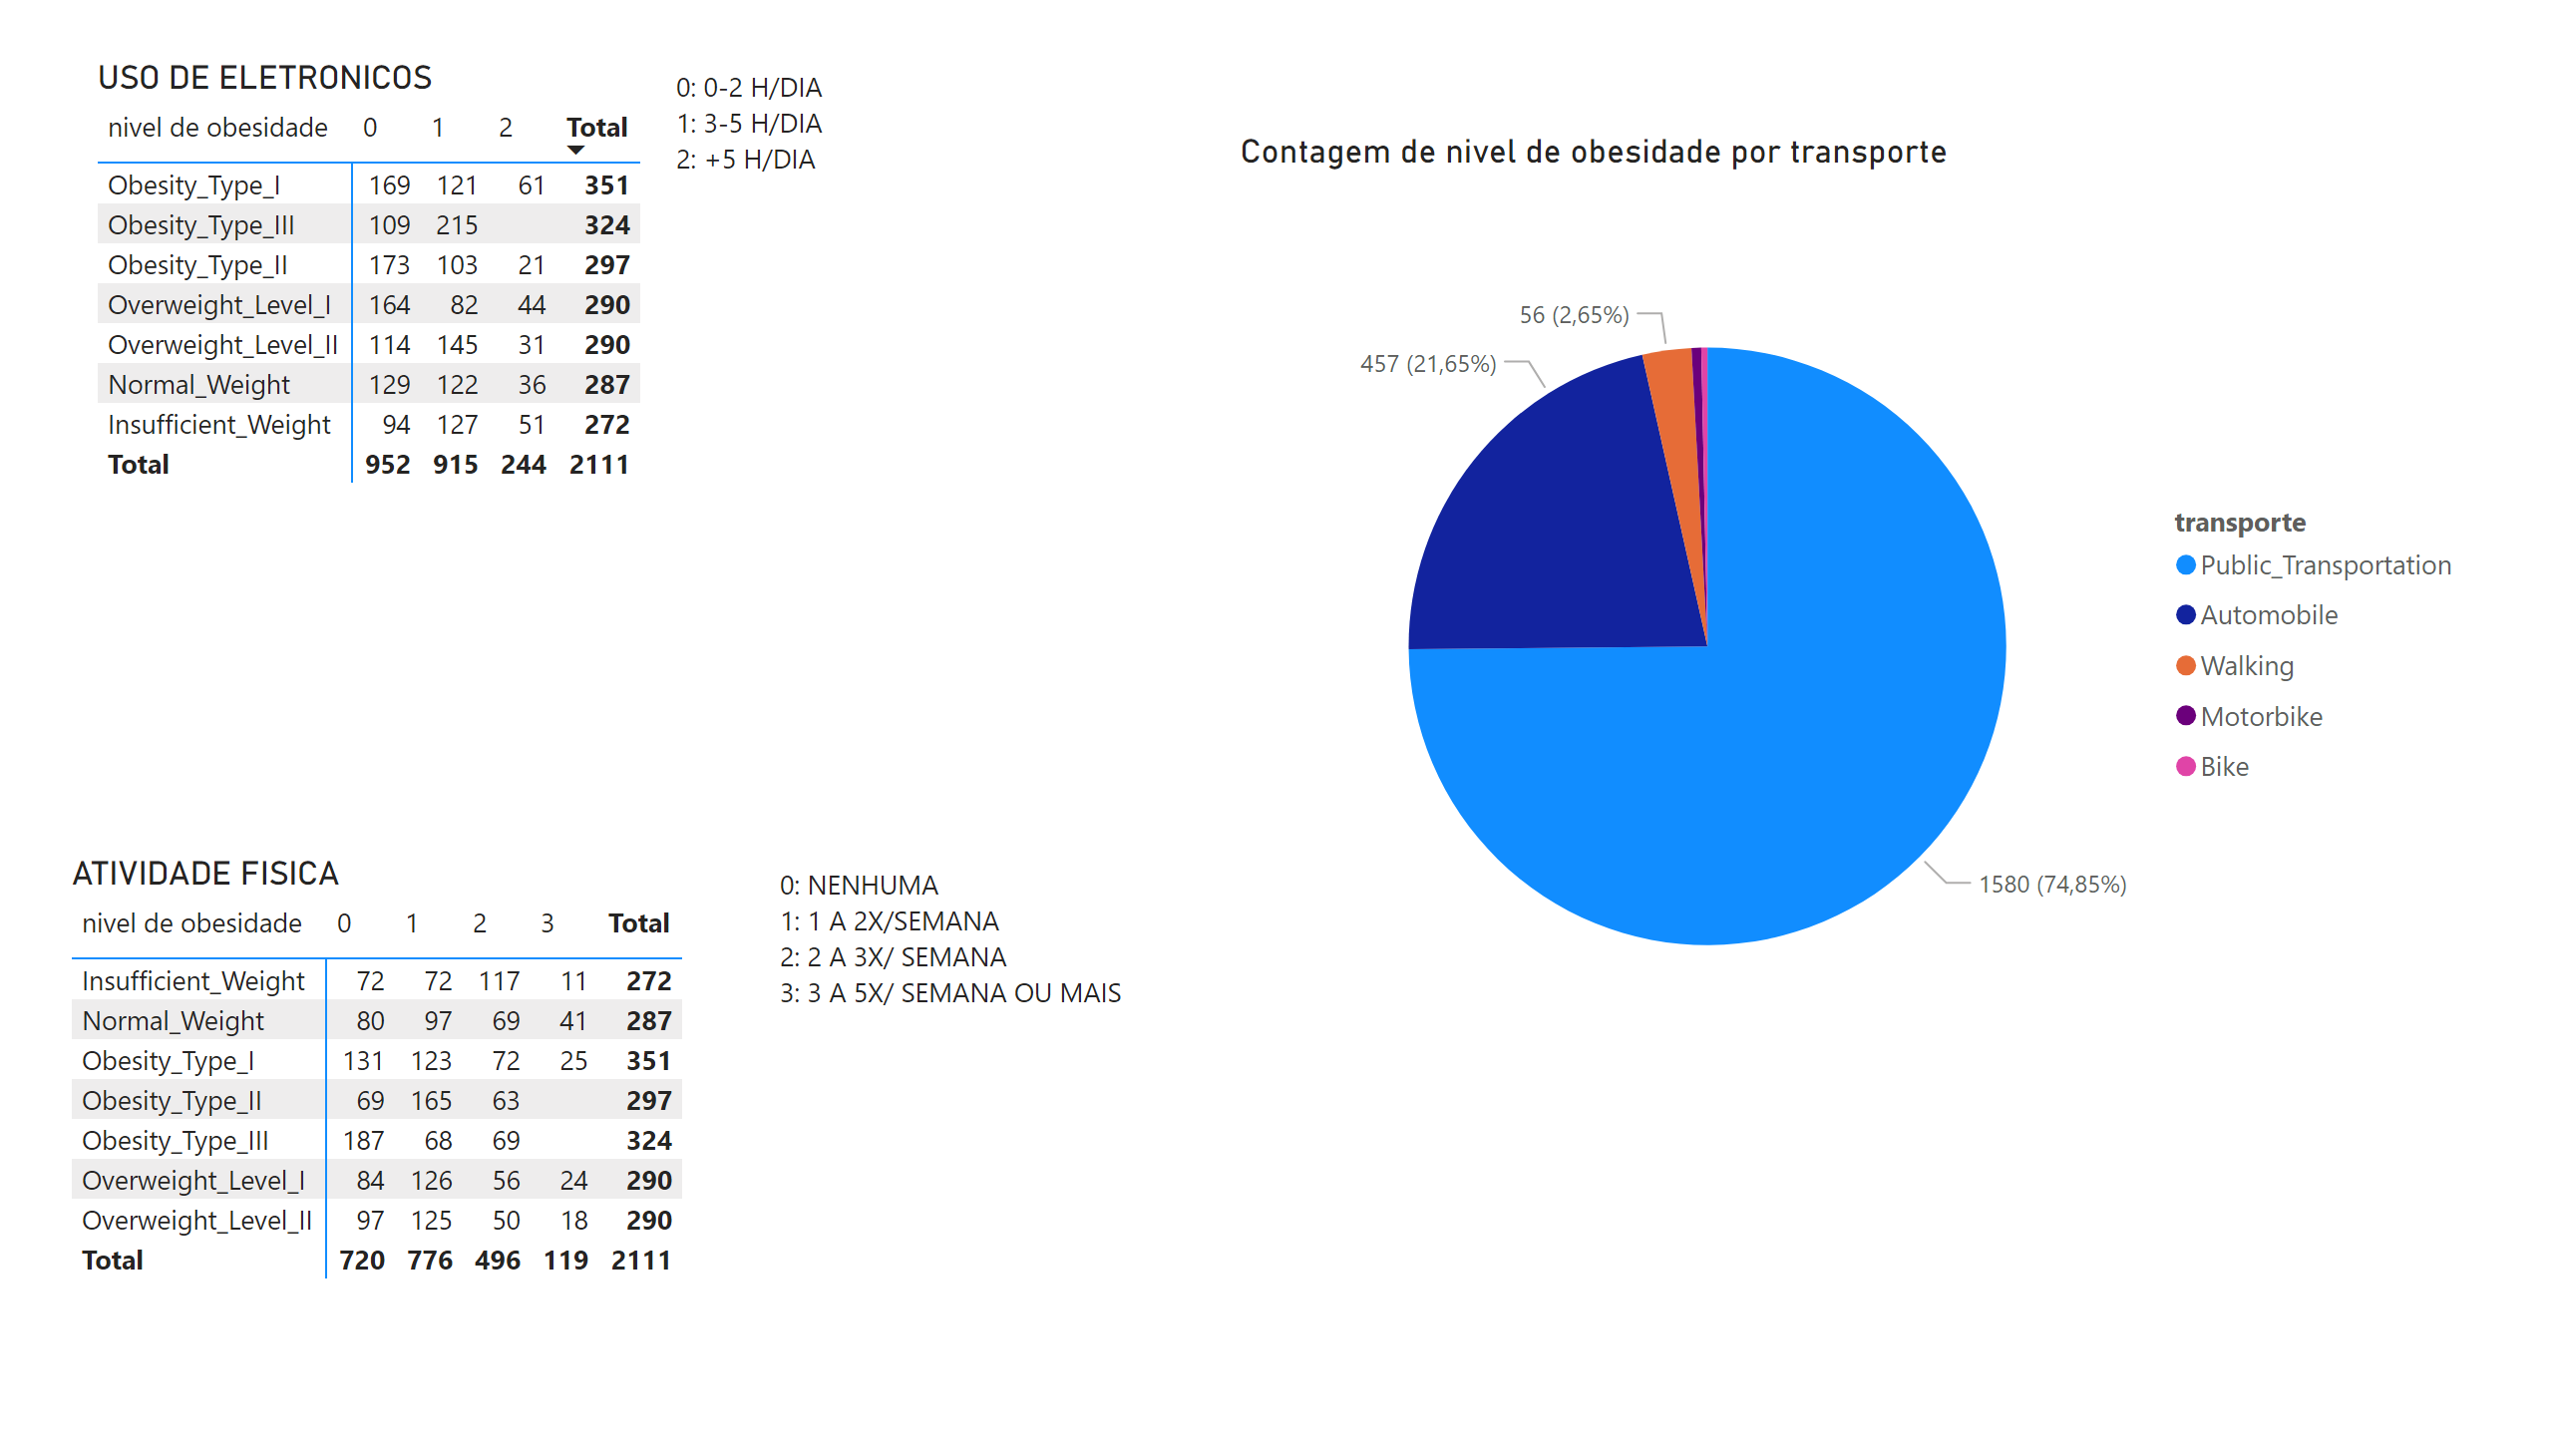 USO DE ELETRONICOS
nivel de obesidade 0 1 2 Total
Obesity_Type_I 169 121 61 351
Obesity_Type_III 109 215 324
Obesity_Type_II 173 103 21 297
Overweight_Level_I 164 82 44 290
Overweight_Level_II 114 145 31 290
Normal_Weight 129 122 36 287
Insufficient_Weight 94 127 51 272
Total 952 915 244 2111
0: 0-2 H/DIA
1: 3-5 H/DIA
2: +5 H/DIA
ATIVIDADE FISICA
nivel de obesidade 0 1 2 3 Total
Insufficient_Weight 72 72 117 11 272
Normal_Weight 80 97 69 41 287
Obesity_Type_I 131 123 72 25 351
Obesity_Type_II 69 165 63 297
Obesity_Type_III 187 68 69 324
Overweight_Level_I 84 126 56 24 290
Overweight_Level_II 97 125 50 18 290
Total 720 776 496 119 2111
0: NENHUMA
1: 1 A 2X/SEMANA
2: 2 A 3X/ SEMANA
3: 3 A 5X/ SEMANA OU MAIS
Contagem de nivel de obesidade por transporte
56 (2,65%)
457 (21,65%)
1580 (74,85%)
transporte
Public_Transportation
Automobile
Walking
Motorbike
Bike